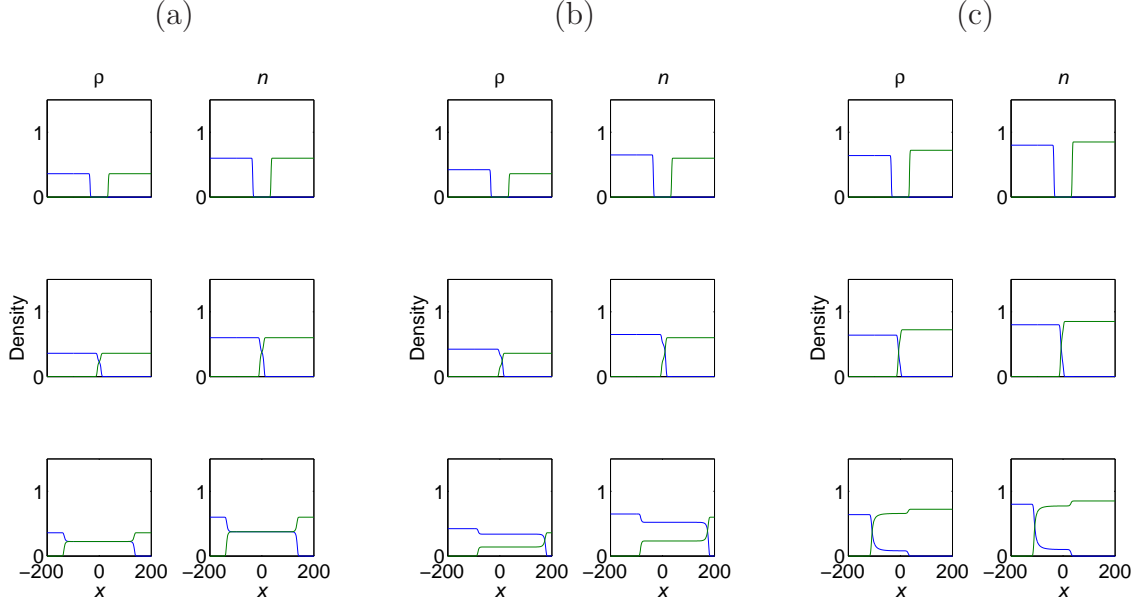 (a) (b) (c)
ρ n ρ n ρ n
1 1 1 1 1 1
0 0 0 0 0 0
Density Density Density
1 1 1 1 1 1
0 0 0 0 0 0
1 1 1 1 1 1
0 0 0 0 0 0
−200 0 200 −200 0 200 −200 0 200 −200 0 200 −200 0 200 −200 0 200
x x x x x x